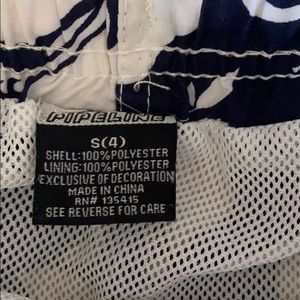 PIPELINE
S(4)
SHELL:100%POLYESTER
LINING:100%POLYESTER
EXCLUSIVE OF DECORATION
MADE IN CHINA
RN# 135415
SEE REVERSE FOR CARE